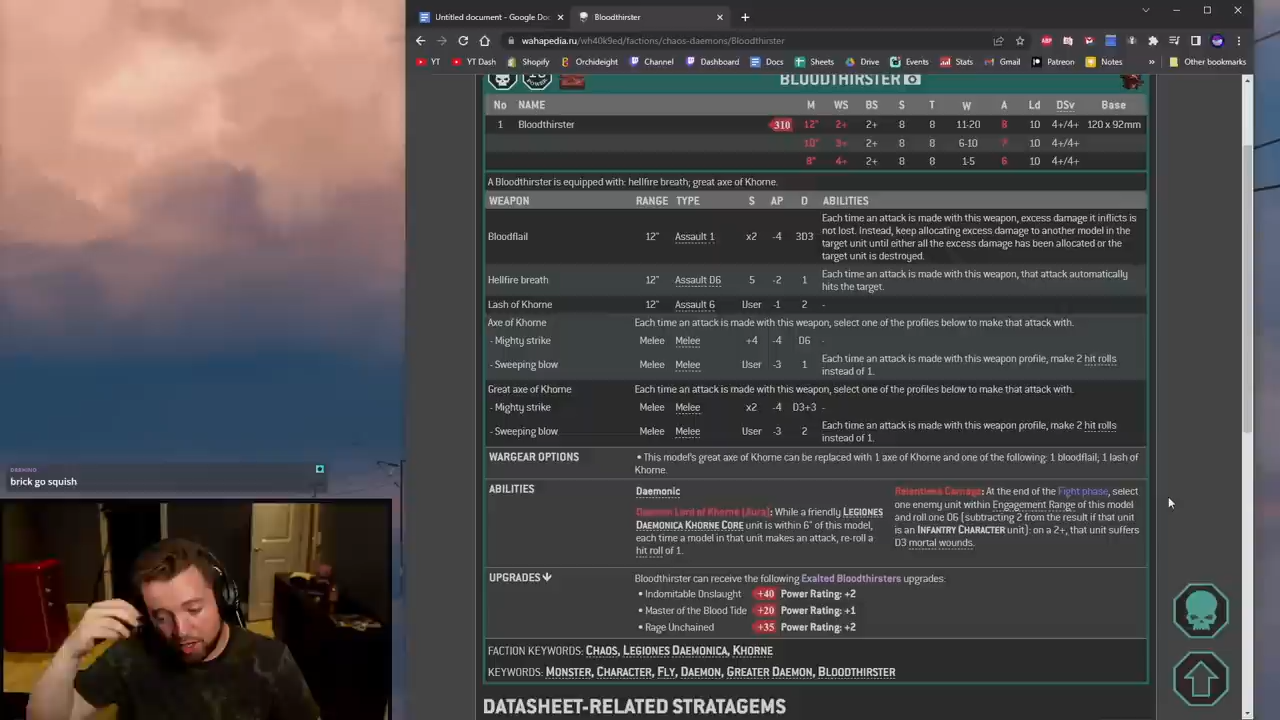 Untitled document - Google Doc
Bloodthirster
wahapedia.ru/wh40k9ed/factions/chaos-daemons/Bloodthirster
YT YT Dash Shopify Orchideight Channel Dashboard Docs Sheets Drive Events Stats Gmail Patreon Notes » Other bookmarks
BLOODTHIRSTER
No NAME M WS BS S T W A Ld DSv Base
1 Bloodthirster 310 12" 2+ 2+ 8 8 11-20 8 10 4+/4+ 120 x 92mm
10" 3+ 2+ 8 8 6-10 7 10 4+/4+
8" 4+ 2+ 8 8 1-5 6 10 4+/4+
A Bloodthirster is equipped with: hellfire breath; great axe of Khorne.
WEAPON RANGE TYPE S AP D ABILITIES
Bloodflail 12" Assault 1 x2 -4 3D3 Each time an attack is made with this weapon, excess damage it inflicts is
not lost. Instead, keep allocating excess damage to another model in the
target unit until either all the excess damage has been allocated or the
target unit is destroyed.
Hellfire breath 12" Assault D6 5 -2 1 Each time an attack is made with this weapon, that attack automatically
hits the target.
Lash of Khorne 12" Assault 6 User -1 2 -
Axe of Khorne Each time an attack is made with this weapon, select one of the profiles below to make that attack with.
- Mighty strike Melee Melee +4 -4 D6 -
- Sweeping blow Melee Melee User -3 1 Each time an attack is made with this weapon profile, make 2 hit rolls
instead of 1.
Great axe of Khorne Each time an attack is made with this weapon, select one of the profiles below to make that attack with.
- Mighty strike Melee Melee x2 -4 D3+3 -
- Sweeping blow Melee Melee User -3 2 Each time an attack is made with this weapon profile, make 2 hit rolls
instead of 1.
WARGEAR OPTIONS • This model's great axe of Khorne can be replaced with 1 axe of Khorne and one of the following: 1 bloodflail; 1 lash of
Khorne.
ABILITIES Daemonic
Daemon Lord of Khorne (Aura): While a friendly LEGIONES
DAEMONICA KHORNE CORE unit is within 6" of this model,
each time a model in that unit makes an attack, re-roll a
hit roll of 1.
Relentless Carnage: At the end of the Fight phase, select
one enemy unit within Engagement Range of this model
and roll one D6 (subtracting 2 from the result if that unit
is an INFANTRY CHARACTER unit): on a 2+, that unit suffers
D3 mortal wounds.
UPGRADES Bloodthirster can receive the following Exalted Bloodthirsters upgrades:
• Indomitable Onslaught +40 Power Rating: +2
• Master of the Blood Tide +20 Power Rating: +1
• Rage Unchained +35 Power Rating: +2
FACTION KEYWORDS: CHAOS, LEGIONES DAEMONICA, KHORNE
KEYWORDS: MONSTER, CHARACTER, FLY, DAEMON, GREATER DAEMON, BLOODTHIRSTER
DATASHEET-RELATED STRATAGEMS
brick go squish